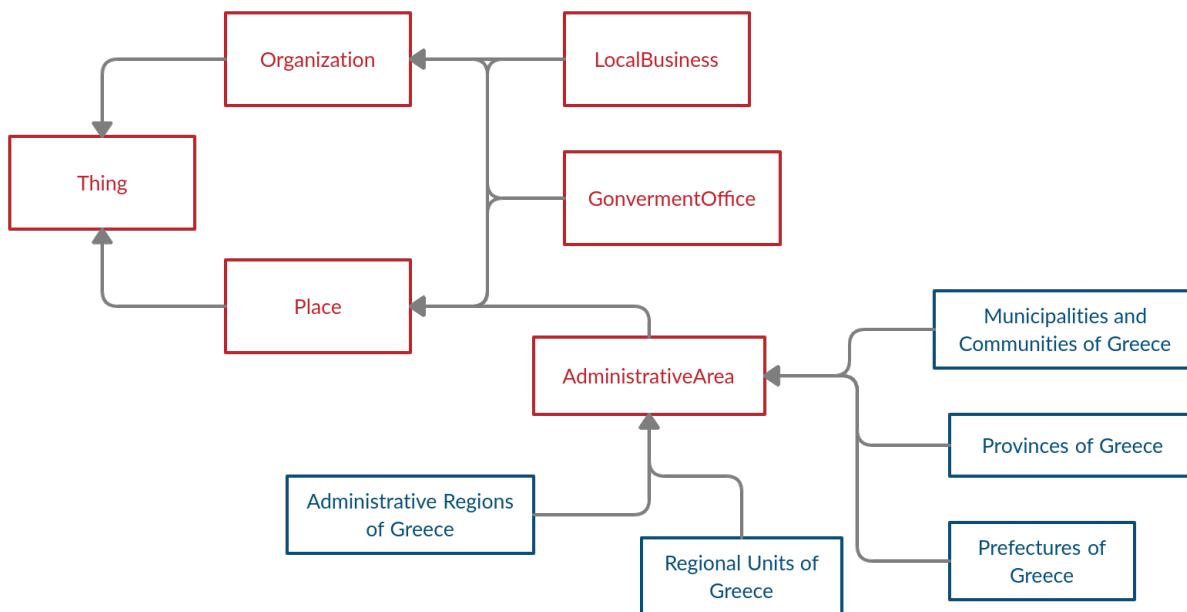 Organization
LocalBusiness
Thing
GonvermentOffice
Place
Municipalities and
Communities of Greece
AdministrativeArea
Provinces of Greece
Administrative Regions
of Greece
Regional Units of
Greece
Prefectures of
Greece